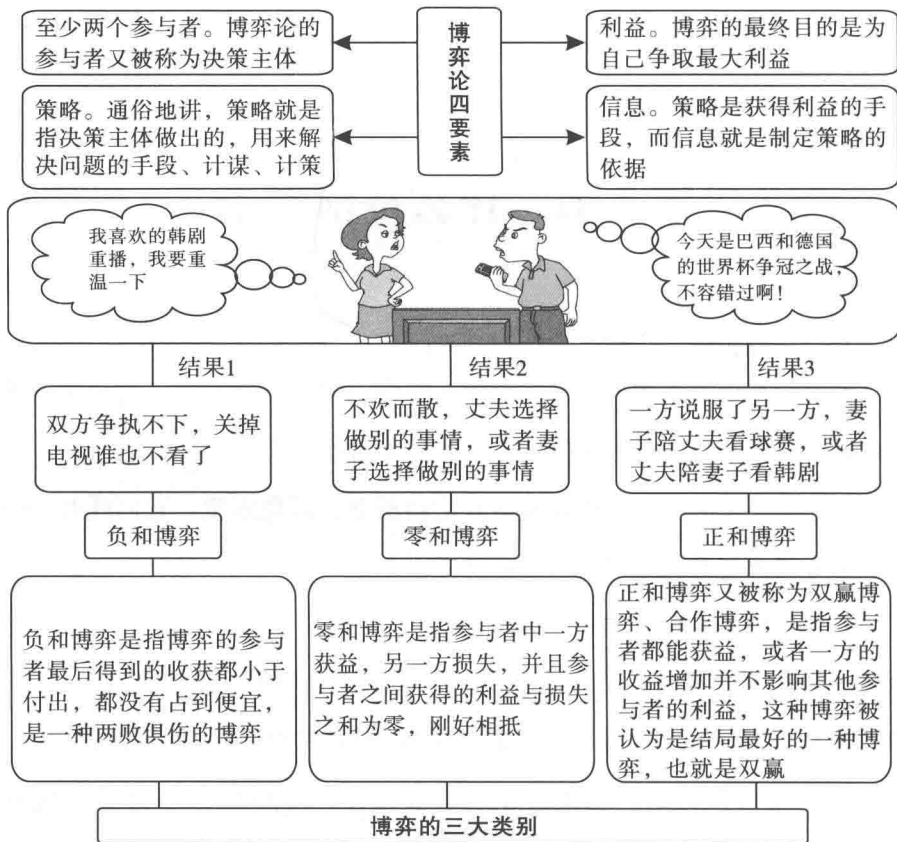 至少两个参与者。博弈论的
参与者又被称为决策主体
策略。通俗地讲，策略就是
指决策主体做出的，用来解
决问题的手段、计谋、计策
博弈论四要素
利益。博弈的最终目的是为
自己争取最大利益
信息。策略是获得利益的手
段，而信息就是制定策略的
依据
我喜欢的韩剧
重播，我要重
温一下
今天是巴西和德国
的世界杯争冠之战，
不容错过啊！
结果1
双方争执不下，关掉
电视谁也不看了
负和博弈
负和博弈是指博弈的参与
者最后得到的收获都小于
付出，都没有占到便宜，
是一种两败俱伤的博弈
结果2
不欢而散，丈夫选择
做别的事情，或者妻
子选择做别的事情
零和博弈
零和博弈是指参与者中一方
获益，另一方损失，并且参
与者之间获得的利益与损失
之和为零，刚好相抵
结果3
一方说服了另一方，妻
子陪丈夫看球赛，或者
丈夫陪妻子看韩剧
正和博弈
正和博弈又被称为双赢博
弈、合作博弈，是指参与
者都能获益，或者一方的
收益增加并不影响其他参
与者的利益，这种博弈被
认为是结局最好的一种博
弈，也就是双赢
博弈的三大类别